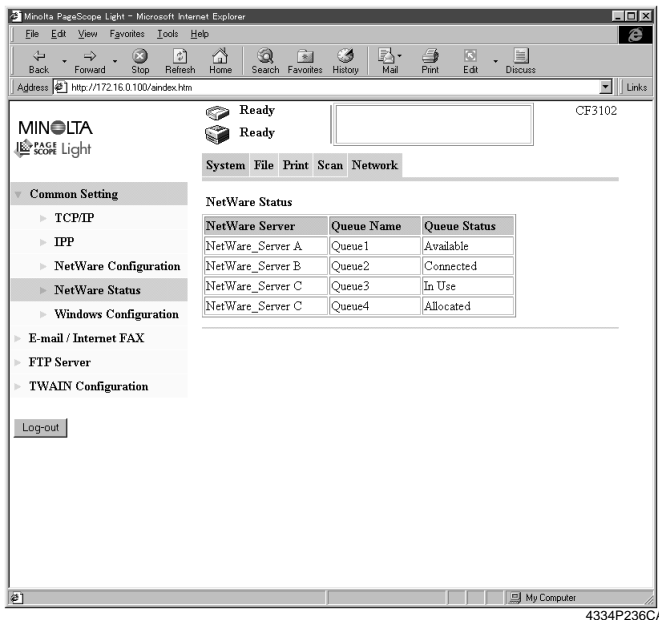 Minolta PageScope Light - Microsoft Internet Explorer
File Edit View Favorites Tools Help
Back Forward Stop Refresh Home Search Favorites History Mail Print Edit Discuss
Address http://172.16.0.100/aindex.htm Links
MINOLTA
PAGE SCOPE Light
Ready
Ready
CF3102
System File Print Scan Network
Common Setting
TCP/IP
IPP
NetWare Configuration
NetWare Status
Windows Configuration
E-mail / Internet FAX
FTP Server
TWAIN Configuration
Log-out
NetWare Status
NetWare Server Queue Name Queue Status
NetWare_Server A Queue1 Available
NetWare_Server B Queue2 Connected
NetWare_Server C Queue3 In Use
NetWare_Server C Queue4 Allocated
My Computer
4334P236CA